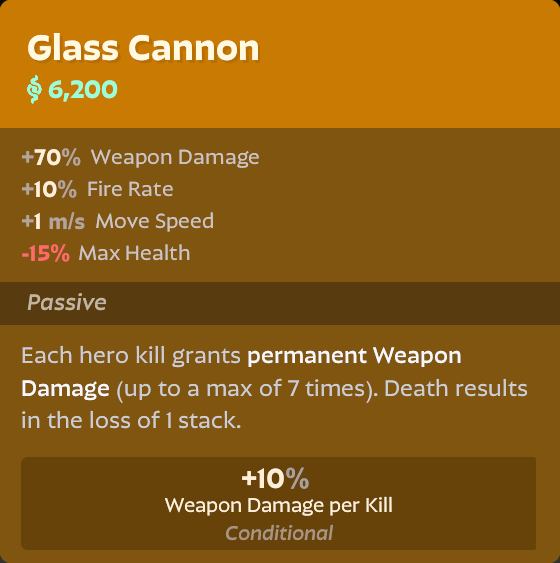 Glass Cannon
6,200
+70% Weapon Damage
+10% Fire Rate
+1 m/s Move Speed
-15% Max Health
Passive
Each hero kill grants permanent Weapon
Damage (up to a max of 7 times). Death results
in the loss of 1 stack.
+10%
Weapon Damage per Kill
Conditional